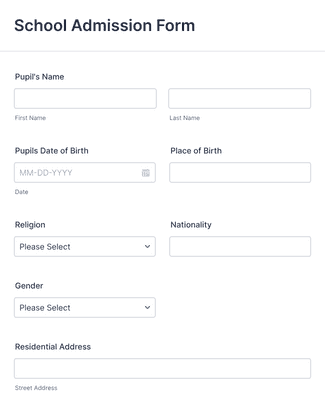 School Admission Form
Pupil's Name
First Name Last Name
Pupils Date of Birth Place of Birth
MM-DD-YYYY
Date
Religion Nationality
Please Select
Gender
Please Select
Residential Address
Street Address